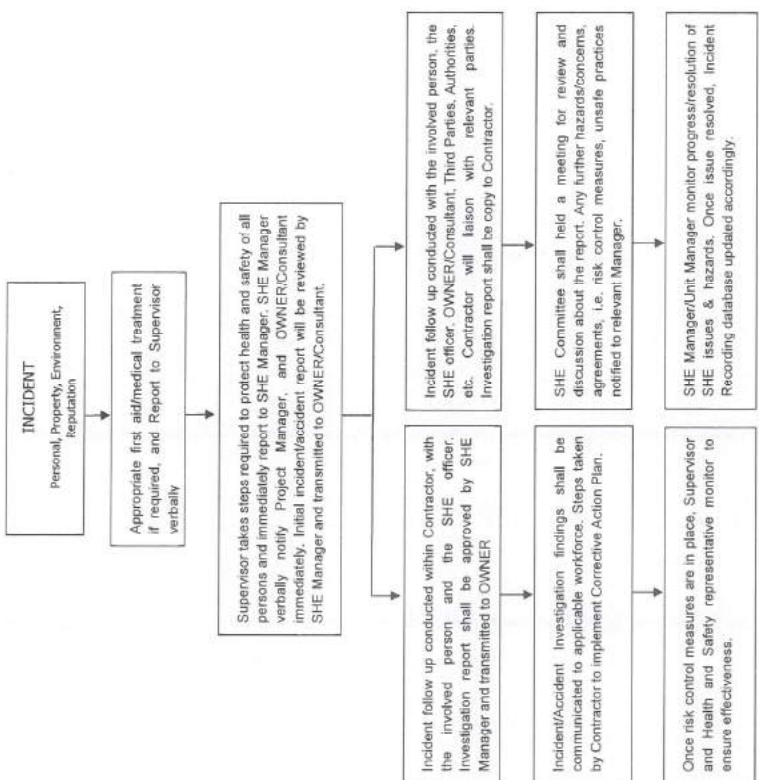 INCIDENT
Personal, Property, Environment,
Reputation
Appropriate first aid/medical treatment
if required, and Report to Supervisor
verbally
Supervisor takes steps required to protect health and safety of all
persons and immediately report to SHE Manager. SHE Manager
verbally notify Project Manager, and OWNER/Consultant
immediately. Initial incident/accident report will be reviewed by
SHE Manager and transmitted to OWNER/Consultant.
Incident follow up conducted within Contractor, with
the involved person and the SHE officer.
Investigation report shall be approved by SHE
Manager and transmitted to OWNER
Incident/Accident Investigation findings shall be
communicated to applicable workforce. Steps taken
by Contractor to implement Corrective Action Plan.
Once risk control measures are in place, Supervisor
and Health and Safety representative monitor to
ensure effectiveness.
Incident follow up conducted with the involved person, the
SHE officer, OWNER/Consultant, Third Parties, Authorities,
etc. Contractor will liaison with relevant parties.
Investigation report shall be copy to Contractor.
SHE Committee shall held a meeting for review and
discussion about the report. Any further hazards/concerns,
agreements, i.e. risk control measures, unsafe practices
notified to relevant Manager.
SHE Manager/Unit Manager monitor progress/resolution of
SHE issues & hazards. Once issue resolved, Incident
Recording database updated accordingly.